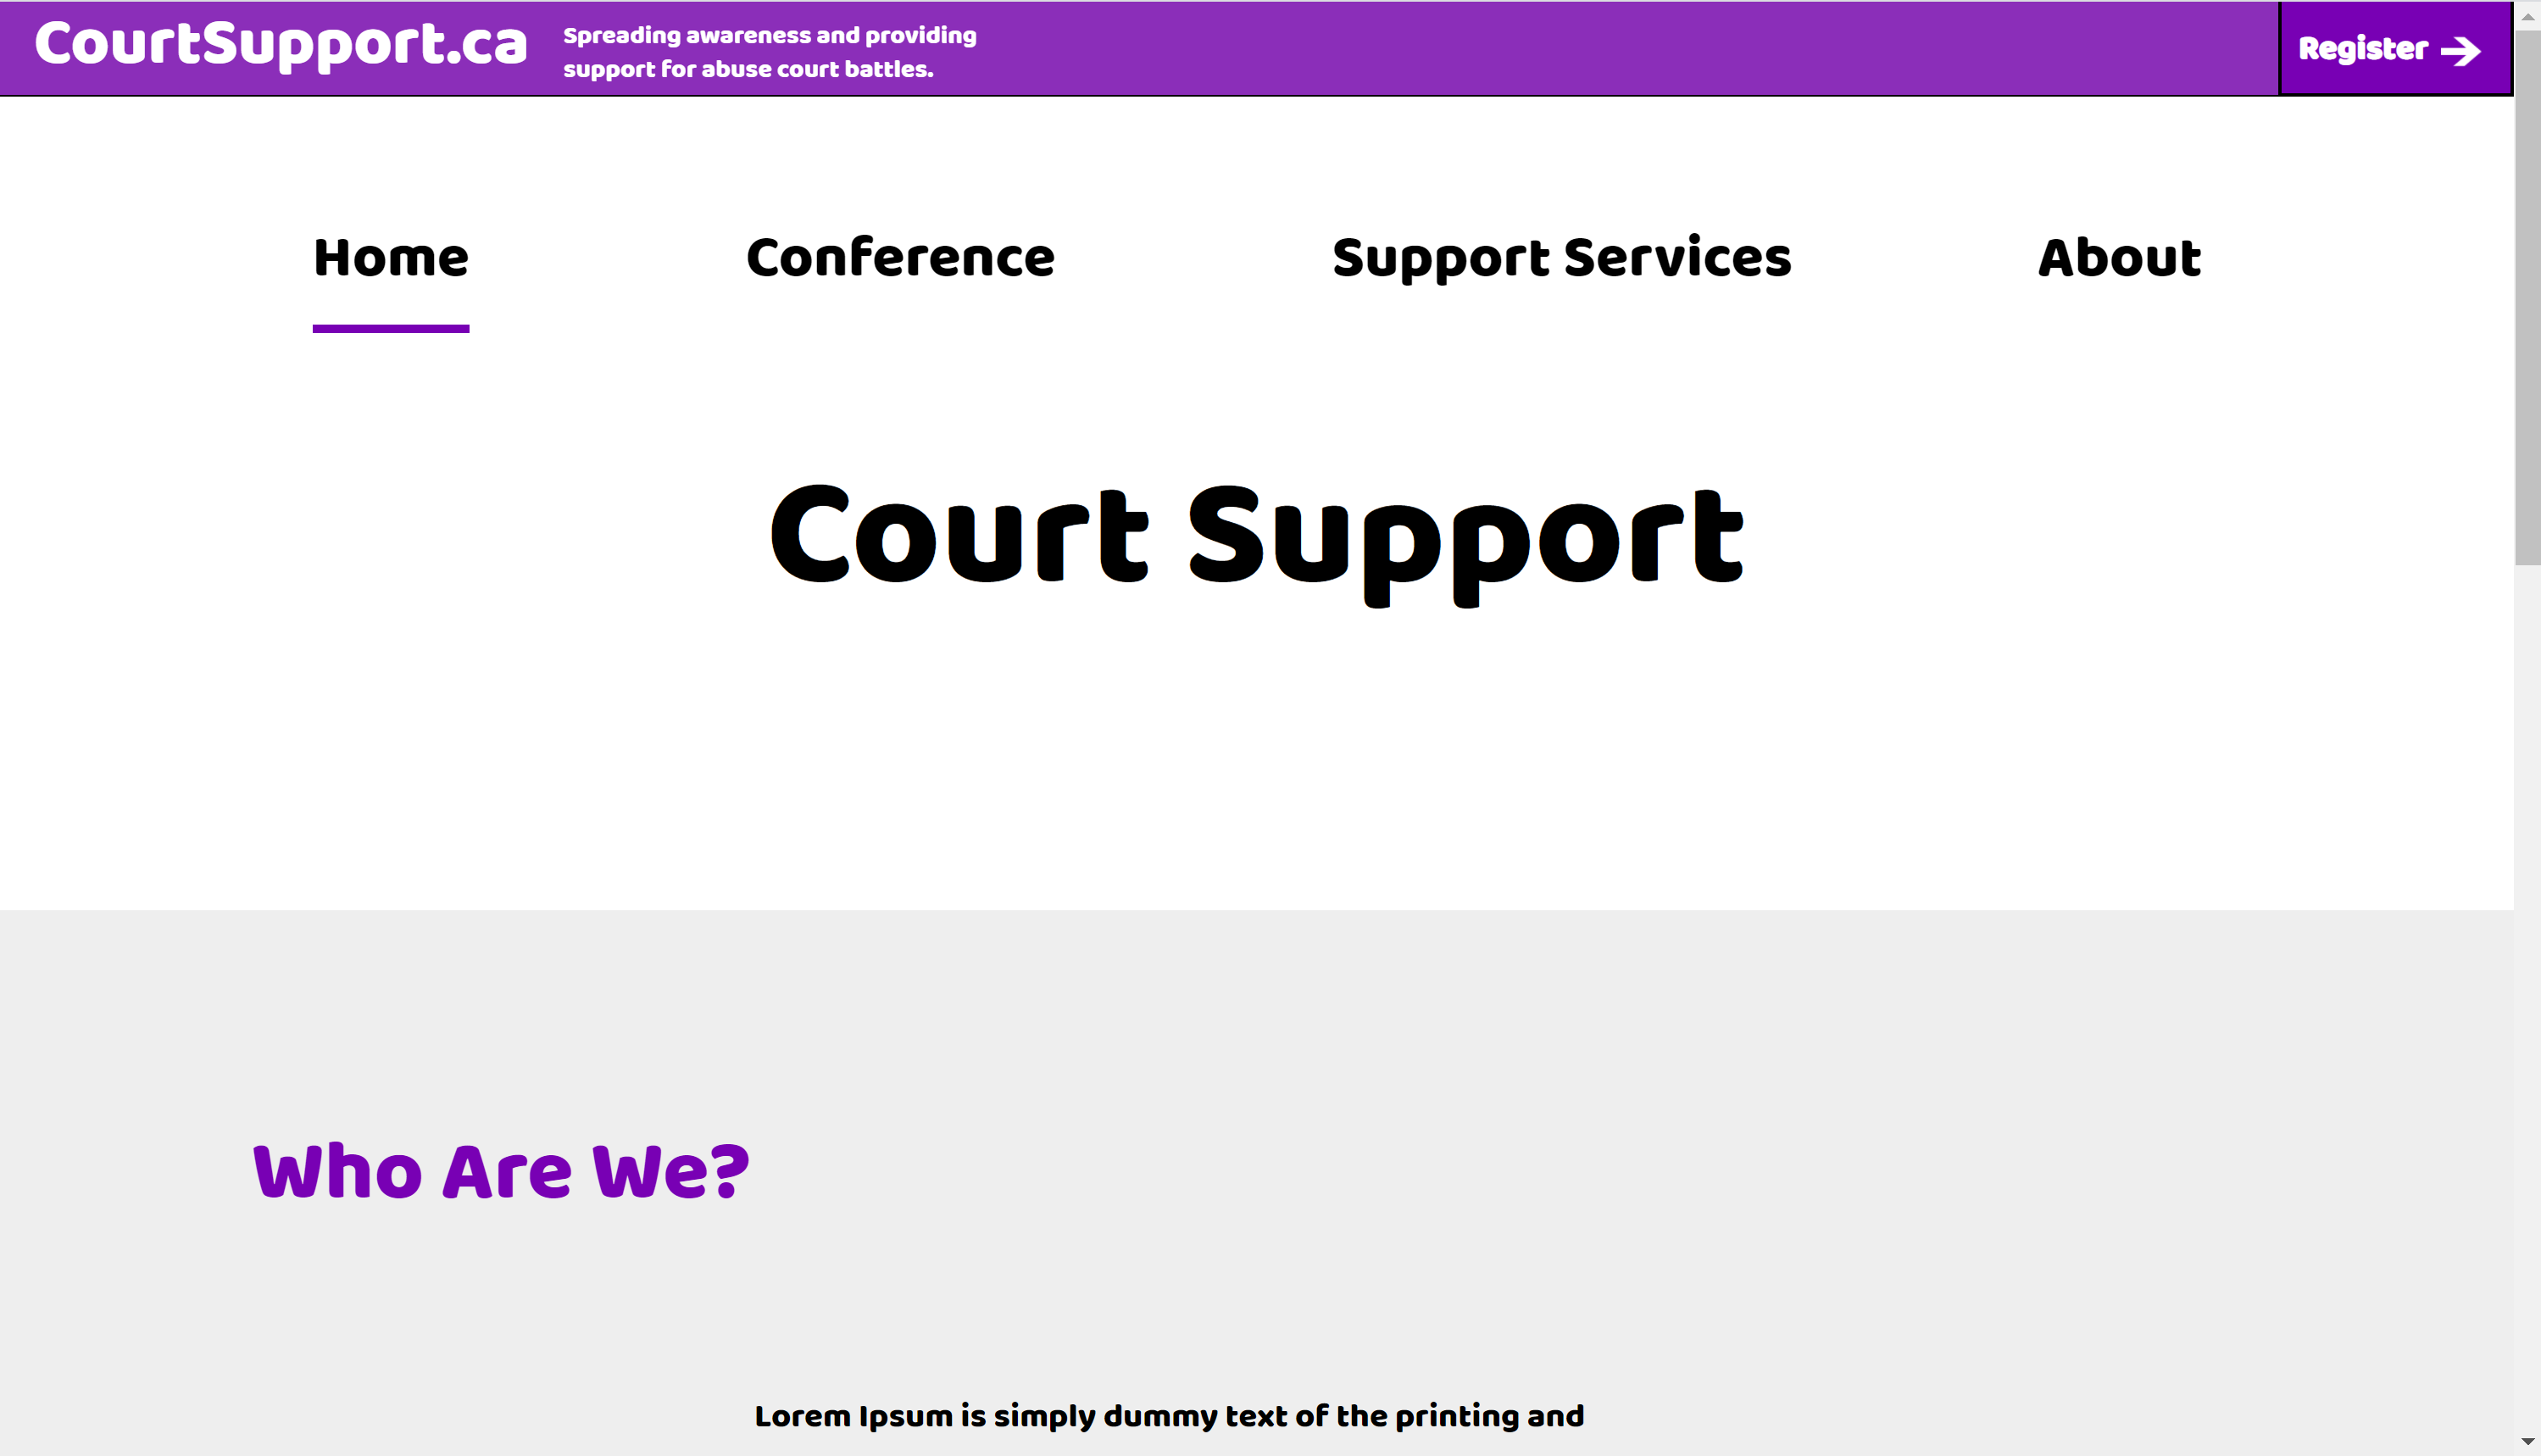 CourtSupport.ca
Spreading awareness and providing
support for abuse court battles.
Register
Home
Conference
Support Services
About
Court Support
Who Are We?
Lorem Ipsum is simply dummy text of the printing and